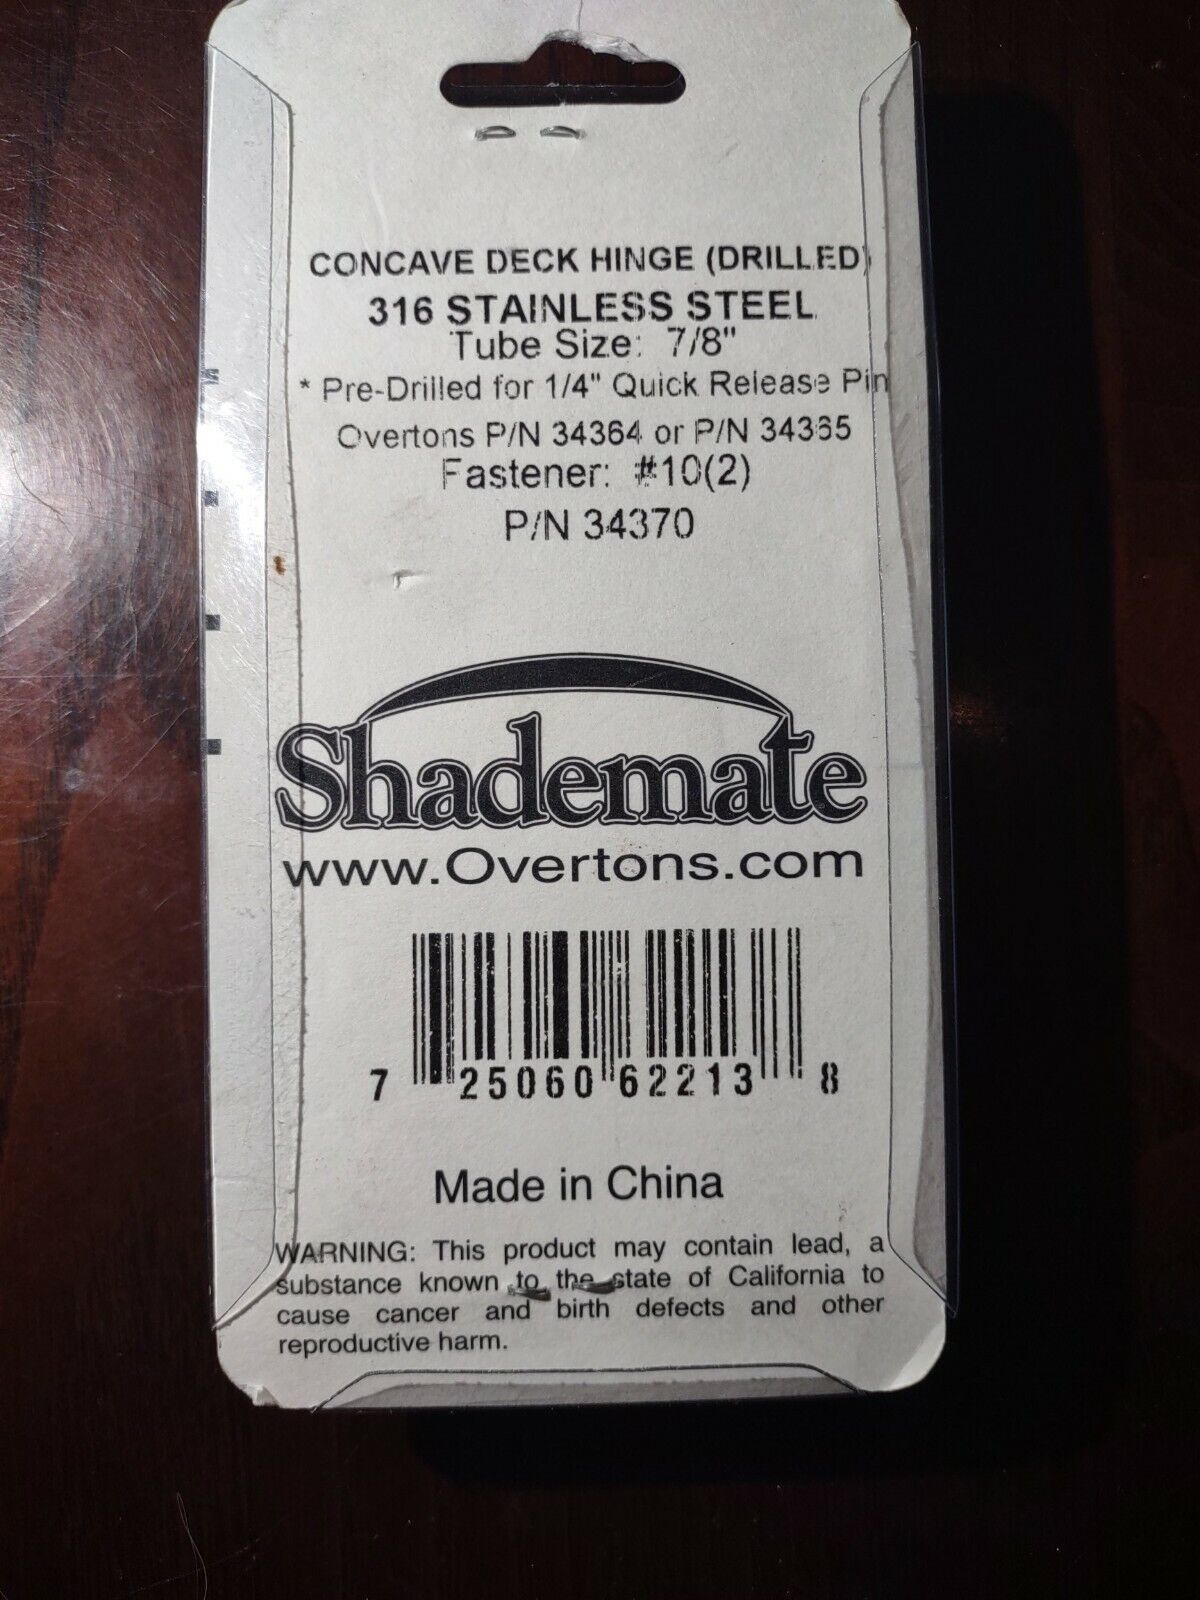 CONCAVE DECK HINGE (DRILLED)
316 STAINLESS STEEL
Tube Size: 7/8"
* Pre-Drilled for 1/4" Quick Release Pin
Overtons P/N 34364 or P/N 34365
Fastener: #10(2)
P/N 34370
Shademate
www.Overtons.com
7 25060 62213 8
Made in China
WARNING: This product may contain lead, a
substance known to the state of California to
cause cancer and birth defects and other
reproductive harm.